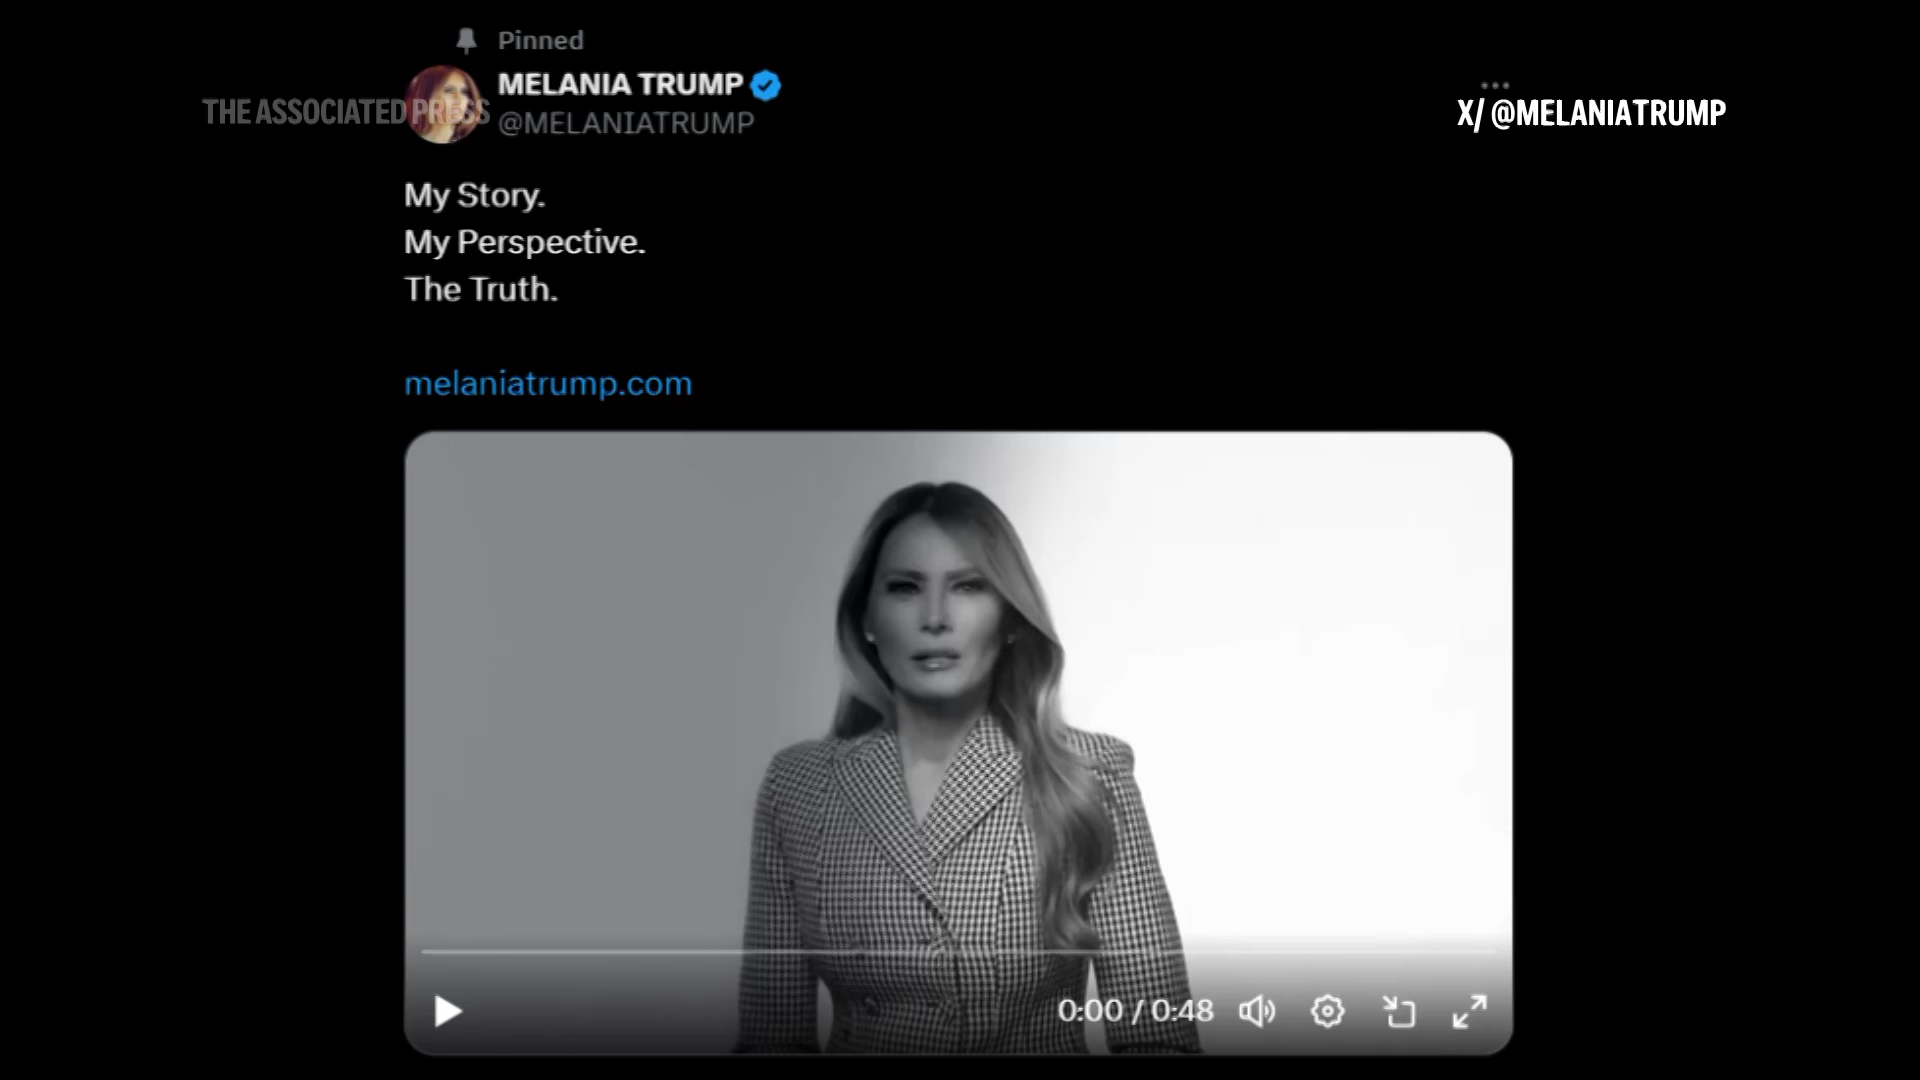 Pinned
MELANIA TRUMP
@MELANIATRUMP
THE ASSOCIATED PRESS
X/ @MELANIATRUMP
My Story.
My Perspective.
The Truth.
melaniatrump.com
0:00 / 0:48